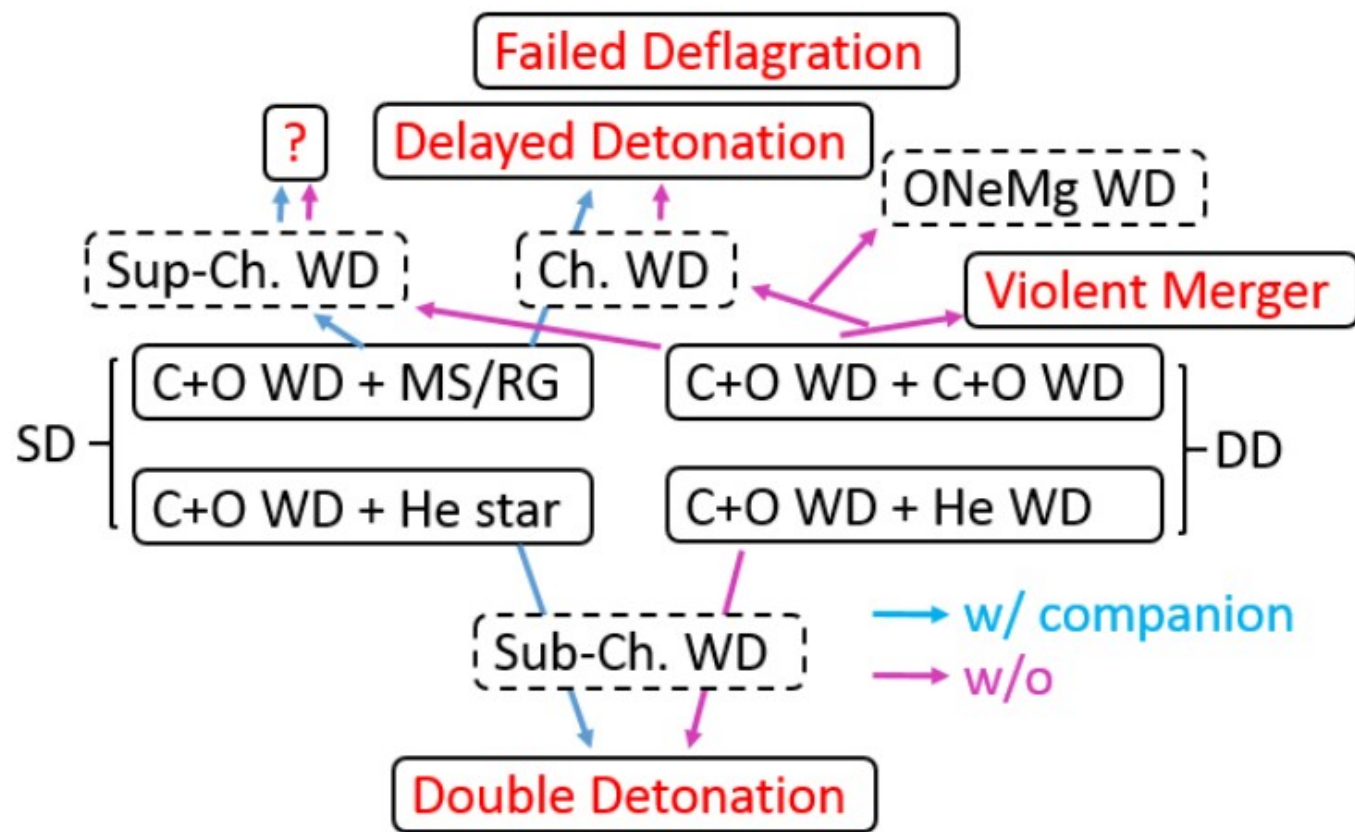 Failed Deflagration
?
Delayed Detonation
ONeMg WD
Sup-Ch. WD
Ch. WD
Violent Merger
C+O WD + MS/RG
C+O WD + C+O WD
SD
DD
C+O WD + He star
C+O WD + He WD
w/ companion
Sub-Ch. WD
w/o
Double Detonation